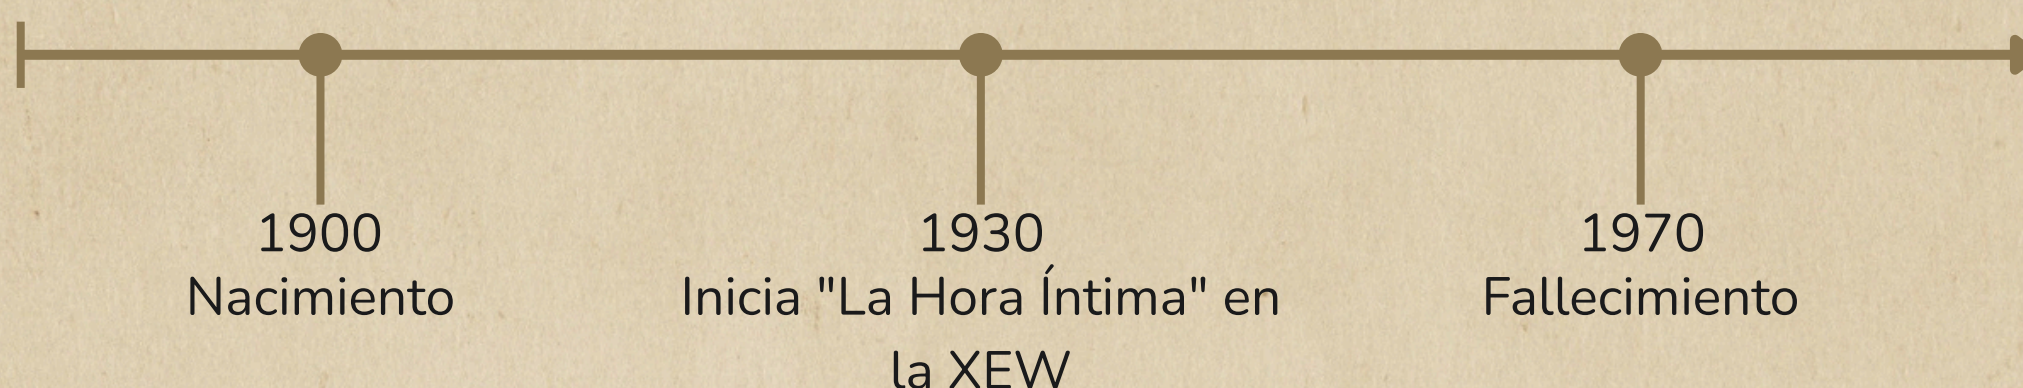 1900
Nacimiento
1930
Inicia "La Hora Íntima" en
la XEW
1970
Fallecimiento